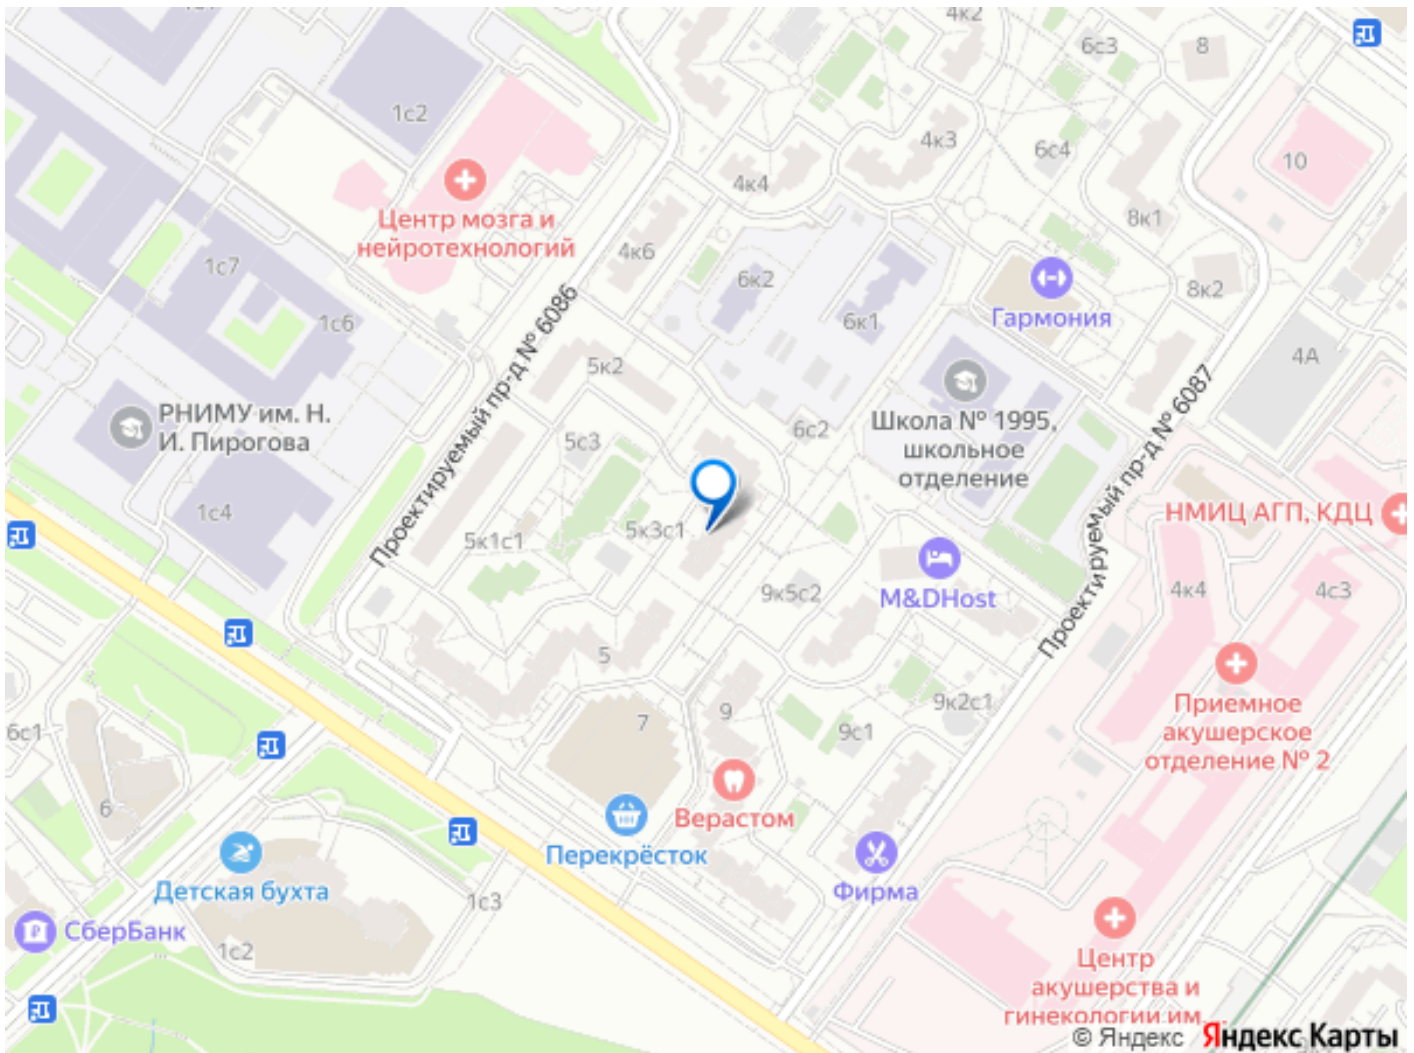 4к2
6с3
8
1с2
4к3
6с4
10
4к4
Центр мозга и
нейротехнологий
8к1
4к6
1с7
6к2
8к2
1с6
6к1
Гармония
4А
Проектируемый пр-д № 6086
5к2
Проектируемый пр-д № 6087
РНИМУ им. Н.
И. Пирогова
5с3
6с2
Школа № 1995,
школьное
отделение
1с4
НМИЦ АГП, КДЦ
5к1с1
5к3с1
9к5с2
M&DHost
4к4
4с3
5
9
9к2с1
Приемное
акушерское
отделение № 2
6с1
7
9с1
6
Верастом
Перекрёсток
Детская бухта
Фирма
1с3
СберБанк
1с2
Центр
акушерства и
гинекологии им...
© Яндекс Яндекс Карты